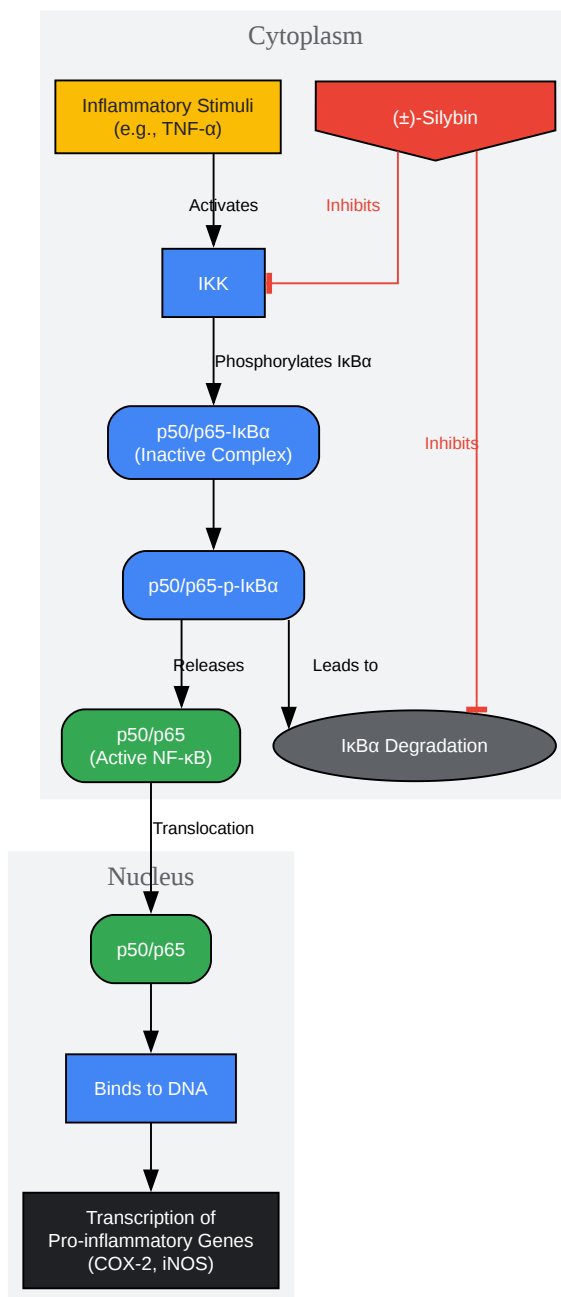 Cytoplasm
Inflammatory Stimuli
(e.g., TNF-α)
(±)-Silybin
Activates
Inhibits
IKK
Phosphorylates IκBα
p50/p65-IκBα
(Inactive Complex)
Inhibits
p50/p65-p-IκBα
Releases
Leads to
p50/p65
(Active NF-κB)
IκBα Degradation
Translocation
Nucleus
p50/p65
Binds to DNA
Transcription of
Pro-inflammatory Genes
(COX-2, iNOS)